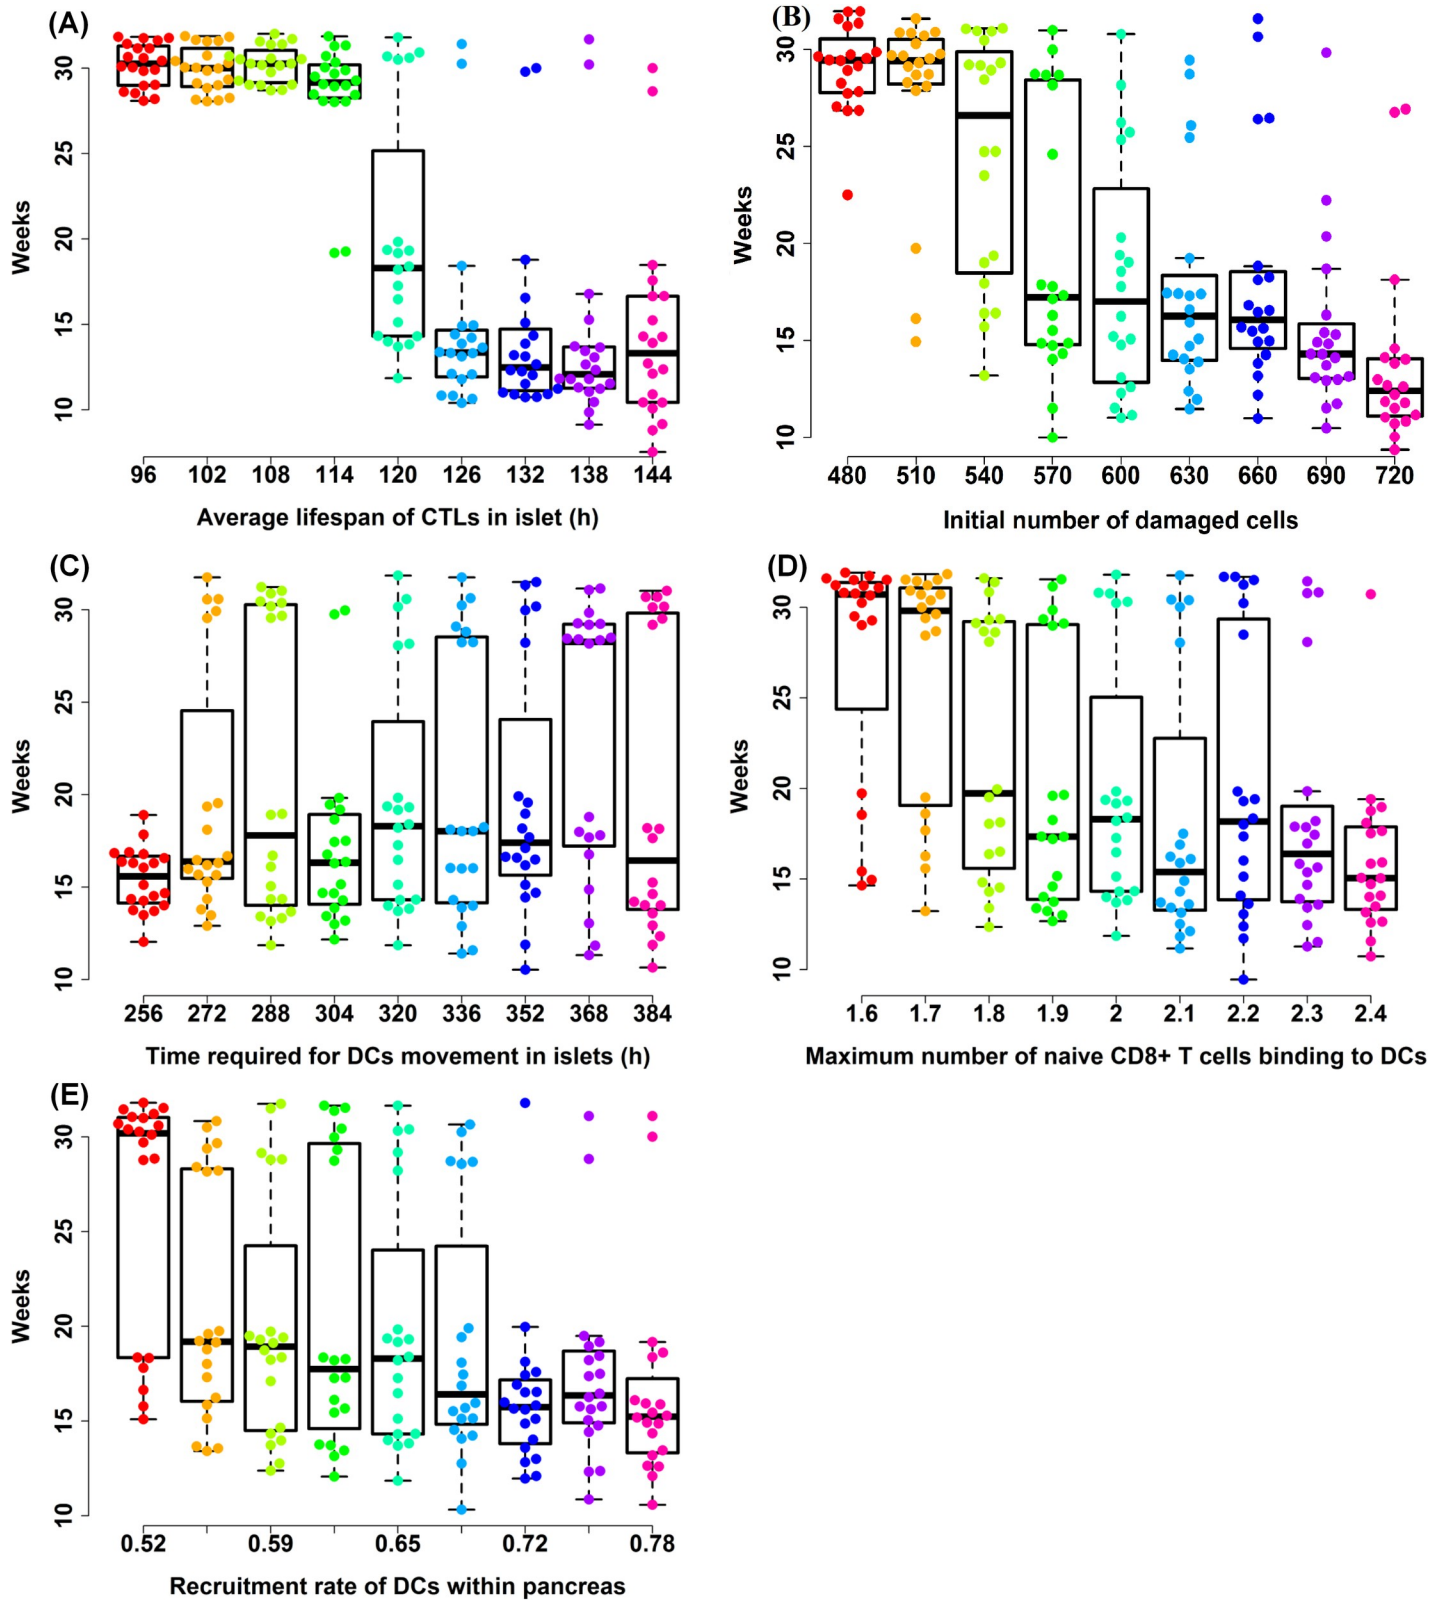 (A)
Weeks
30
25
20
15
10
96 102 108 114 120 126 132 138 144
Average lifespan of CTLs in islet (h)
(B)
Weeks
30
25
20
15
10
480 510 540 570 600 630 660 690 720
Initial number of damaged cells
(C)
Weeks
30
25
20
15
10
256 272 288 304 320 336 352 368 384
Time required for DCs movement in islets (h)
(D)
Weeks
30
25
20
15
10
1.6 1.7 1.8 1.9 2 2.1 2.2 2.3 2.4
Maximum number of naive CD8+ T cells binding to DCs
(E)
Weeks
30
25
20
15
10
0.52 0.59 0.65 0.72 0.78
Recruitment rate of DCs within pancreas